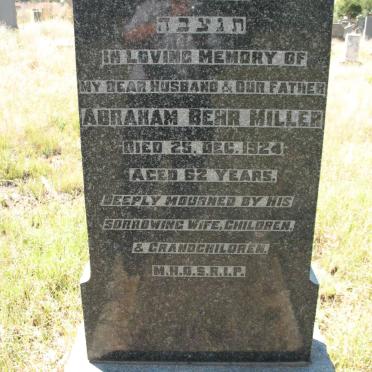 תנצבה
IN LOVING MEMORY OF
MY DEAR HUSBAND & OUR FATHER
ABRAHAM BEHR MILLER
DIED 25. DEC. 1924
AGED 62 YEARS.
DEEPLY MOURNED BY HIS
SORROWING WIFE, CHILDREN,
& GRANDCHILDREN.
M.H.D.S.R.I.P.